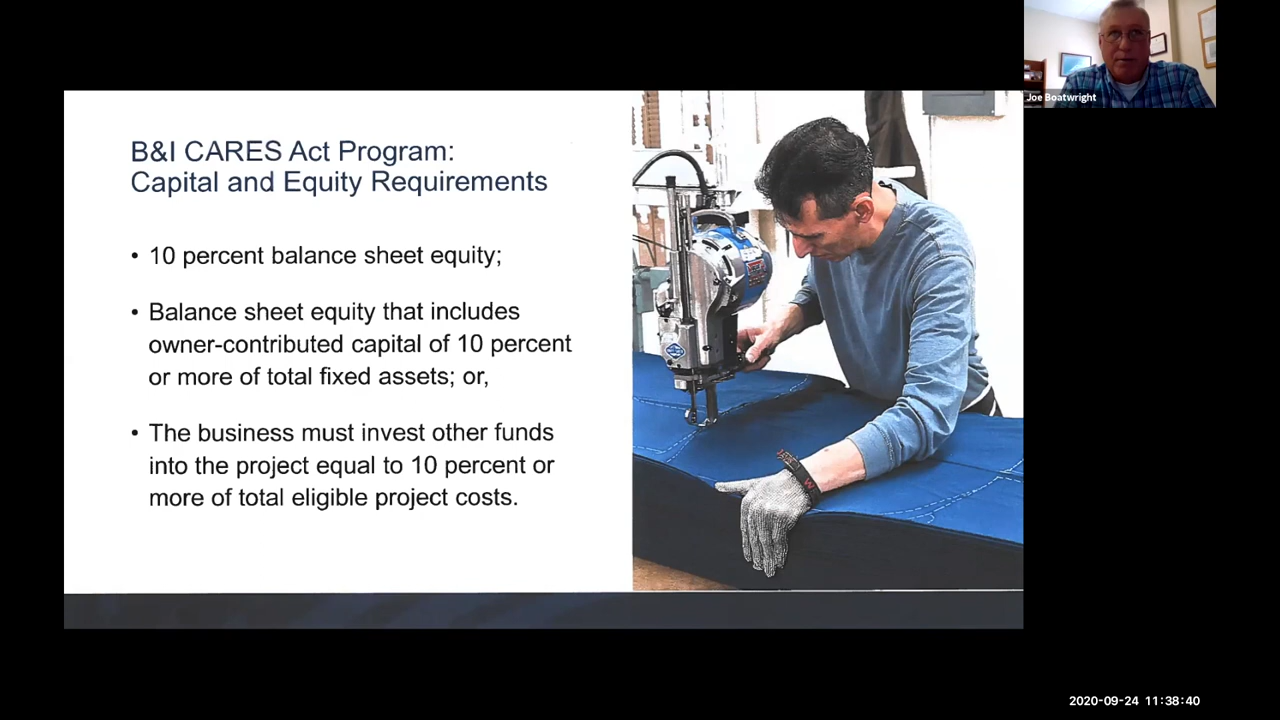 Joe Boatwright
B&I CARES Act Program:
Capital and Equity Requirements
• 10 percent balance sheet equity;
• Balance sheet equity that includes
owner-contributed capital of 10 percent
or more of total fixed assets; or,
• The business must invest other funds
into the project equal to 10 percent or
more of total eligible project costs.
2020-09-24 11:38:40